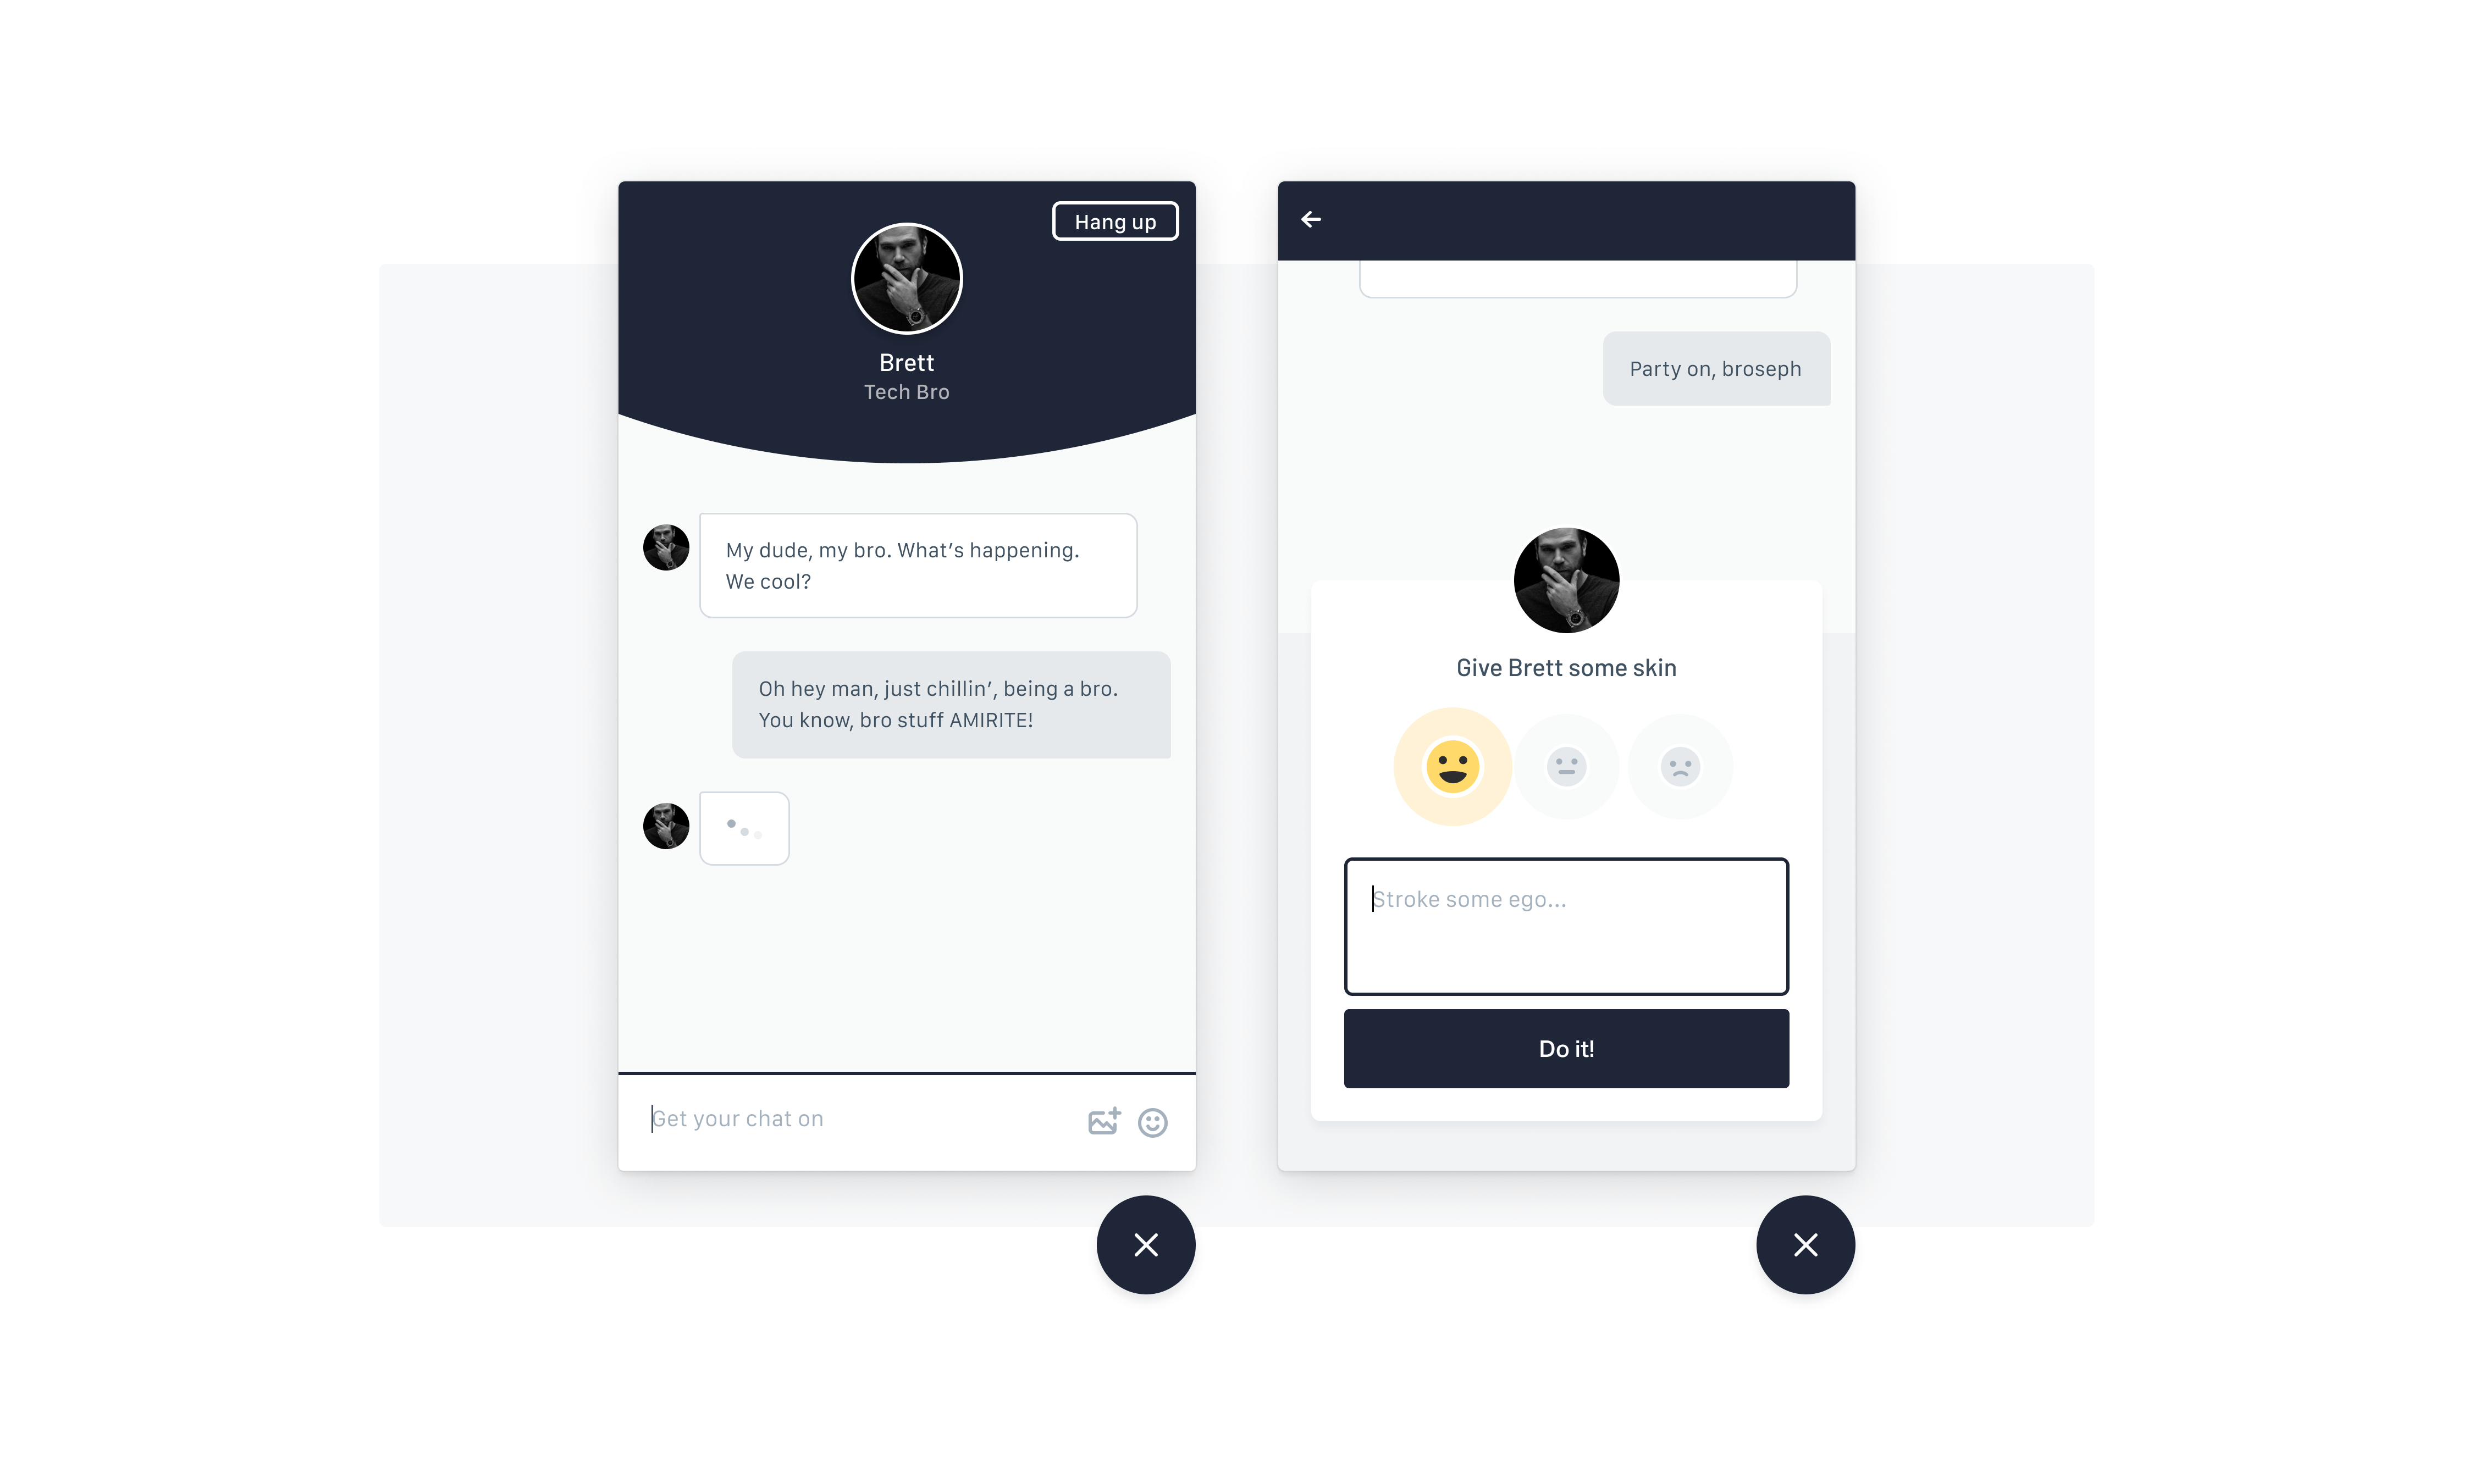 Hang up
Brett
Tech Bro
My dude, my bro. What’s happening.
We cool?
Oh hey man, just chillin’, being a bro.
You know, bro stuff AMIRITE!
Get your chat on
Party on, broseph
Give Brett some skin
Stroke some ego...
Do it!